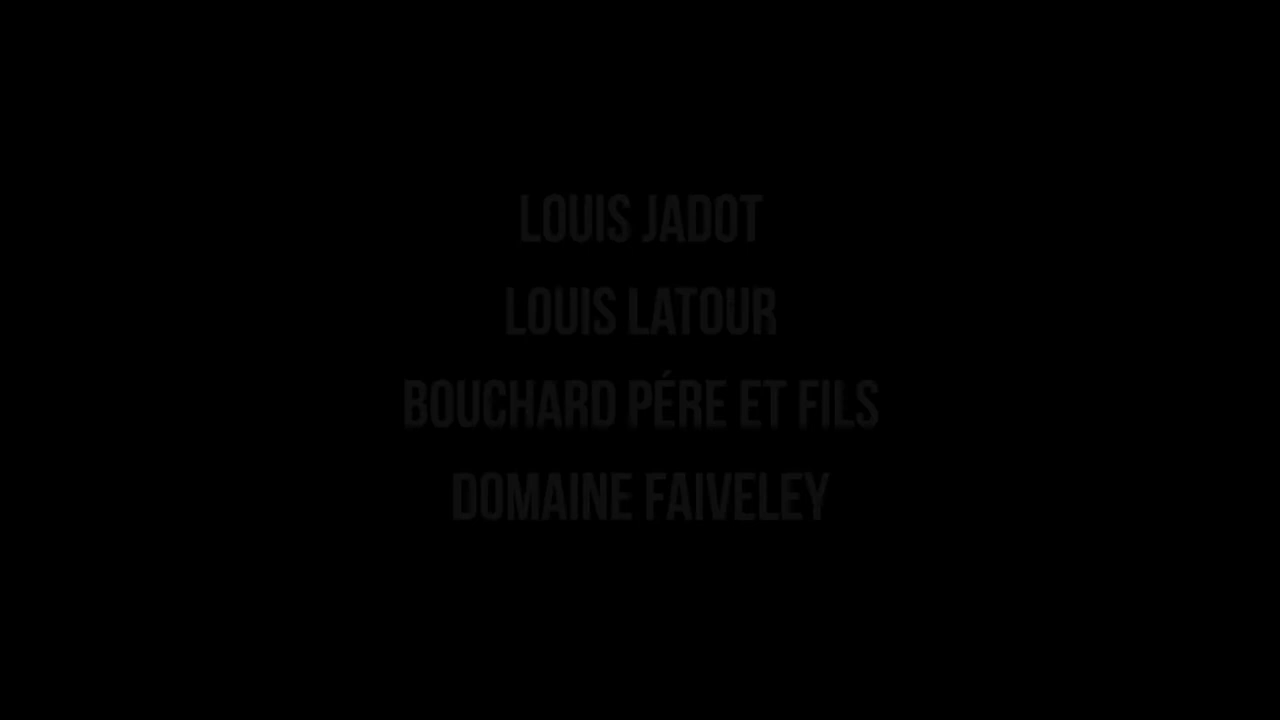 LOUIS JADOT
LOUIS LATOUR
BOUCHARD PÉRE ET FILS
DOMAINE FAIVELEY